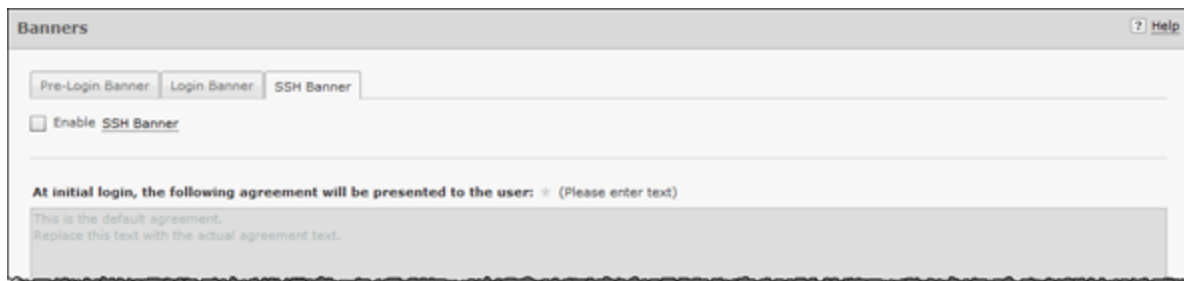 Banners ? Help
Pre-Login Banner Login Banner SSH Banner
Enable SSH Banner
At initial login, the following agreement will be presented to the user: * (Please enter text)
This is the default agreement.
Replace this text with the actual agreement text.